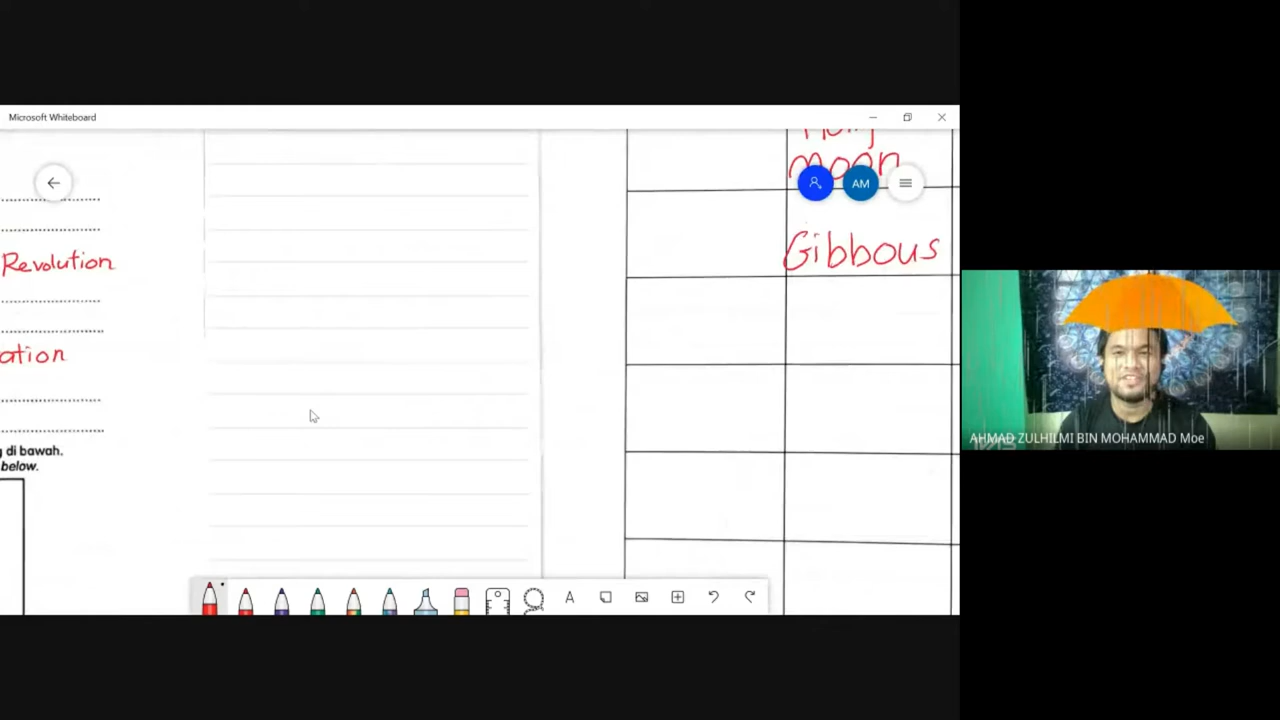 Microsoft Whiteboard
moon
AM
Gibbous
Revolution
ation
di bawah.
below.
AHMAD ZULHILMI BIN MOHAMMAD Moe
A